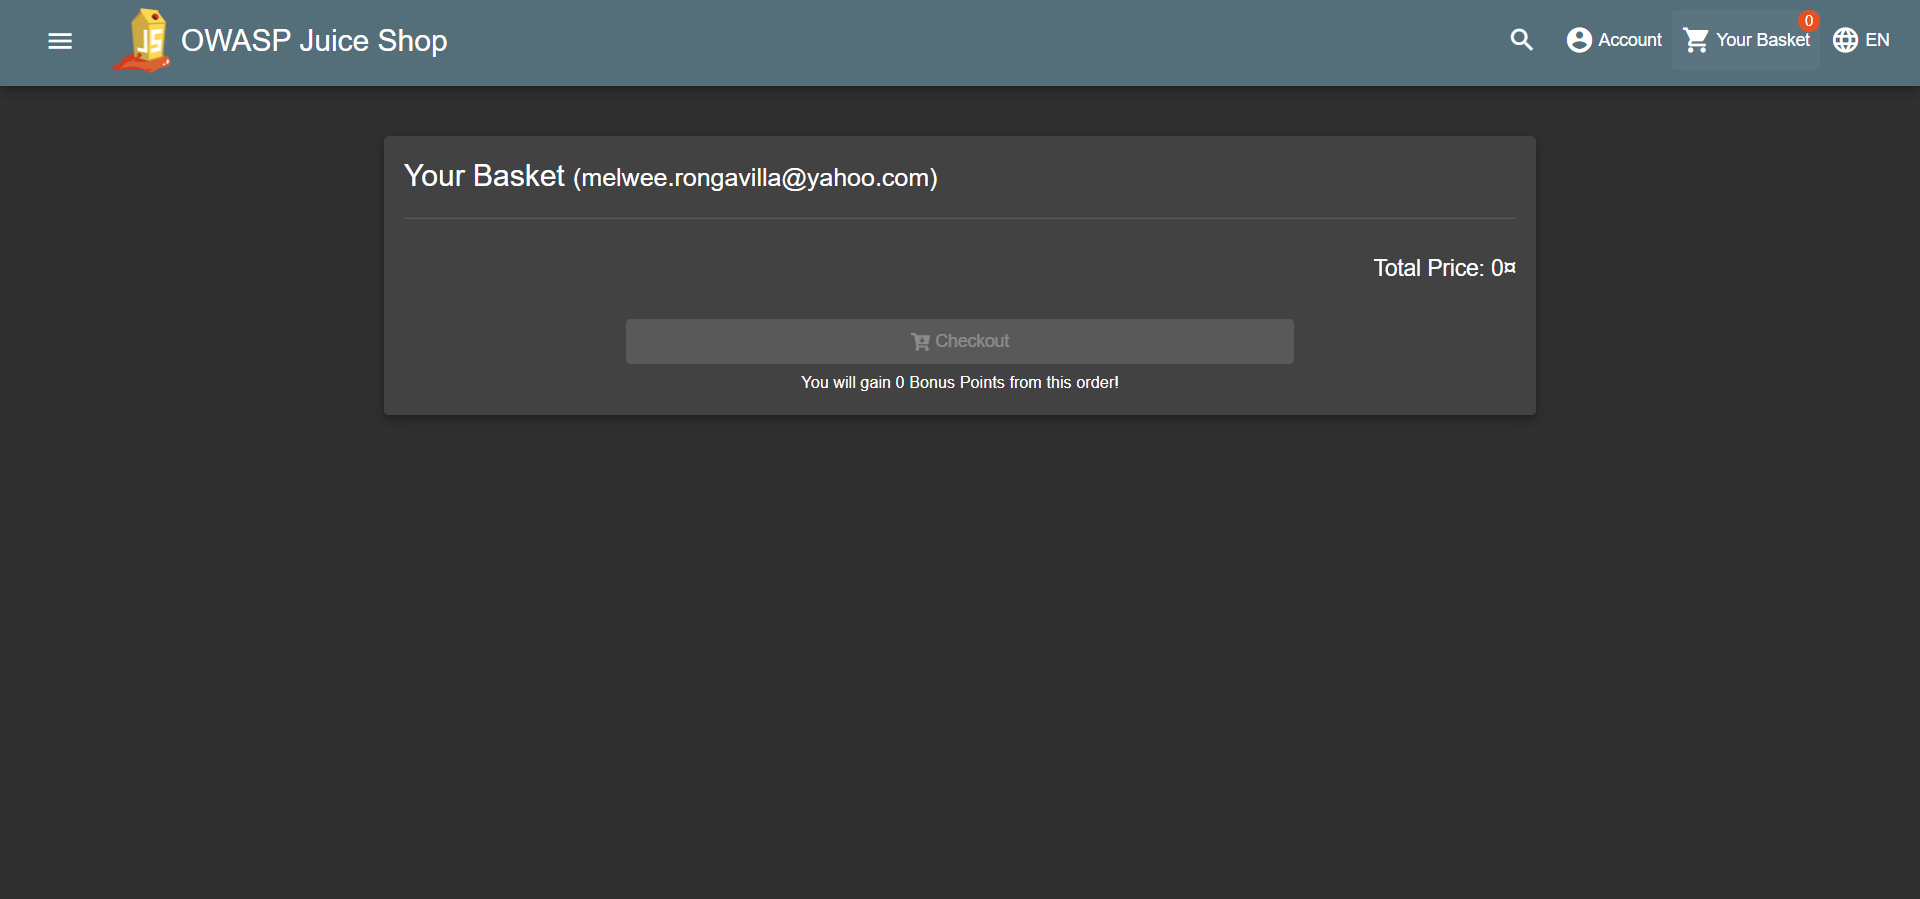 JS
OWASP Juice Shop
Account
Your Basket
0
EN
Your Basket (melwee.rongavilla@yahoo.com)
Total Price: 0¤
Checkout
You will gain 0 Bonus Points from this order!